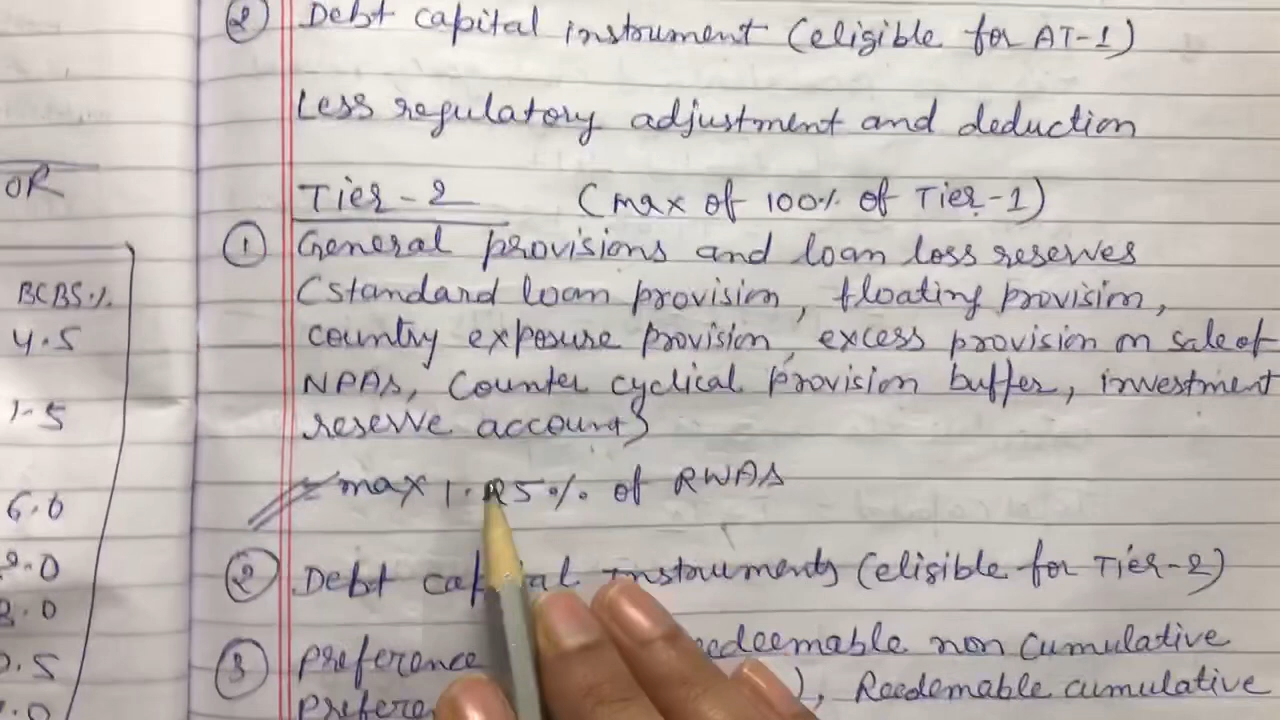 ② Debt capital instrument (eligible for AT-1)
Less regulatory adjustment and deduction
Tier-2 (max of 100% of Tier-1)
① General provisions and loan loss reserves
(standard loan provision, floating provision,
country exposure provision, excess provision on sale of
NPAs, Counter cyclical provision buffer, investment
reserve account)
= max 1.25% of RWAs
② Debt capital instruments (eligible for Tier-2)
③ preference redeemable non cumulative
), Reedemable cumulative
OR
BCBS%
4.5
1.5
6.0